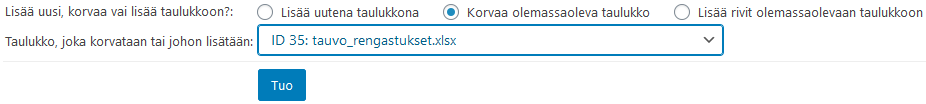 Lisää uusi, korvaa vai lisää taulukkoon?: Lisää uutena taulukkona Korvaa olemassaoleva taulukko Lisää rivit olemassaolevaan taulukkoon
Taulukko, joka korvataan tai johon lisätään: ID 35: tauvo_rengastukset.xlsx
Tuo